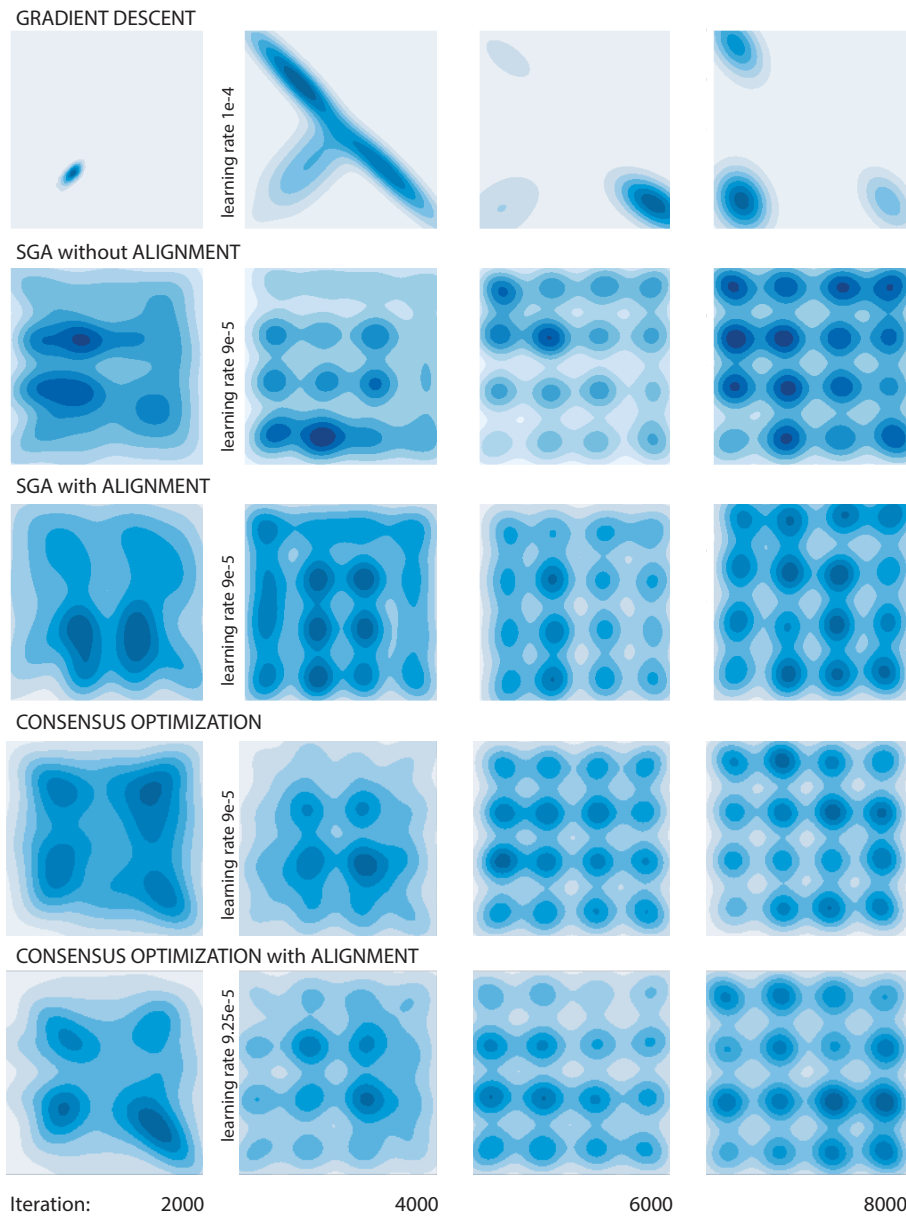 GRADIENT DESCENT
learning rate 1e-4
SGA without ALIGNMENT
learning rate 9e-5
SGA with ALIGNMENT
learning rate 9e-5
CONSENSUS OPTIMIZATION
learning rate 9e-5
CONSENSUS OPTIMIZATION with ALIGNMENT
learning rate 9.25e-5
Iteration: 2000 4000 6000 8000